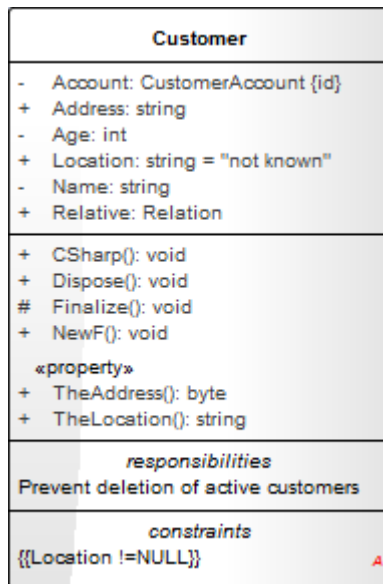 Customer
- Account: CustomerAccount {id}
+ Address: string
- Age: int
+ Location: string = "not known"
- Name: string
+ Relative: Relation
+ CSharp(): void
+ Dispose(): void
# Finalize(): void
+ NewF(): void
«property»
+ TheAddress(): byte
+ TheLocation(): string
responsibilities
Prevent deletion of active customers
constraints
{{Location !=NULL}}
A